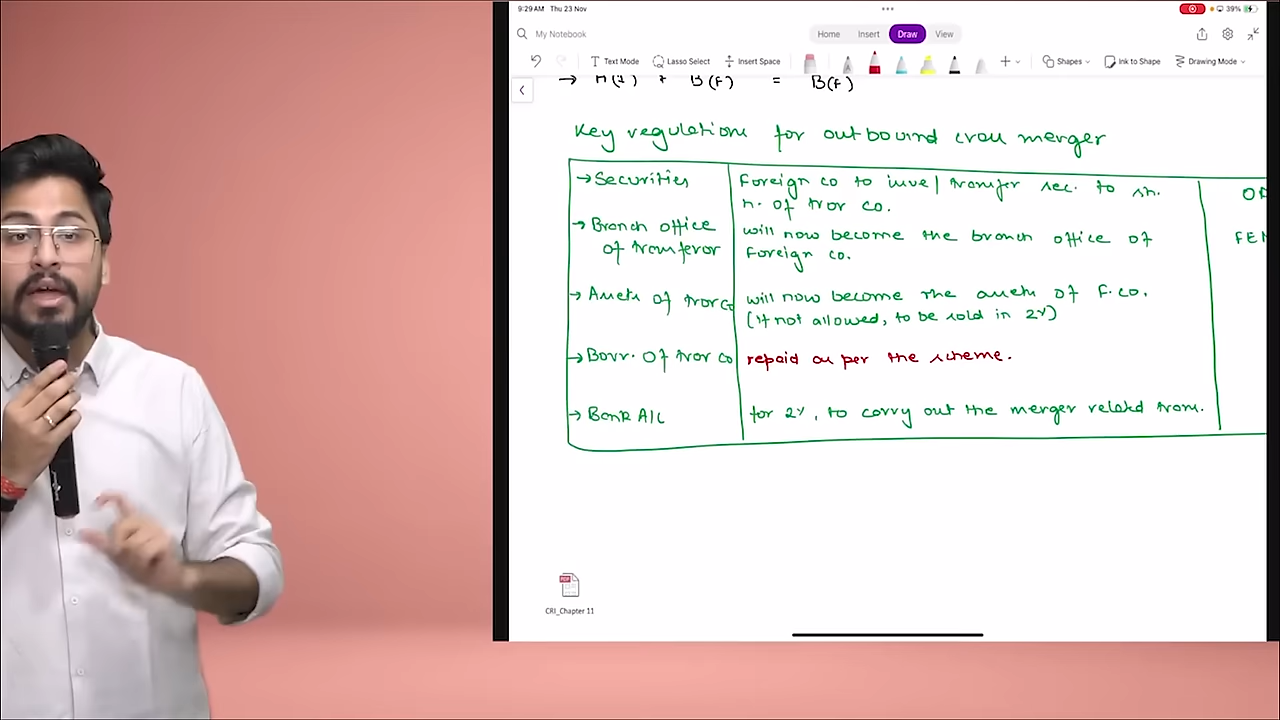 9:29 AM Thu 23 Nov
39%
My Notebook
Home Insert Draw View
Text Mode Lasso Select Insert Space Shapes Ink to Shape Drawing Mode
B(F) = B(F)
Key regulations for outbound cross merger
→ Securities
Foreign co to issue/transfer sec. to sh.
h. of tror co.
→ Branch office
of transferor
will now become the branch office of
Foreign co.
→ Assets of tror co
will now become the assets of F.co.
(if not allowed, to be sold in 2Y)
→ Borr. Of tror co
repaid as per the scheme.
→ Bank A/C
for 2Y, to carry out the merger related trans.
PDF
CRI_Chapter 11